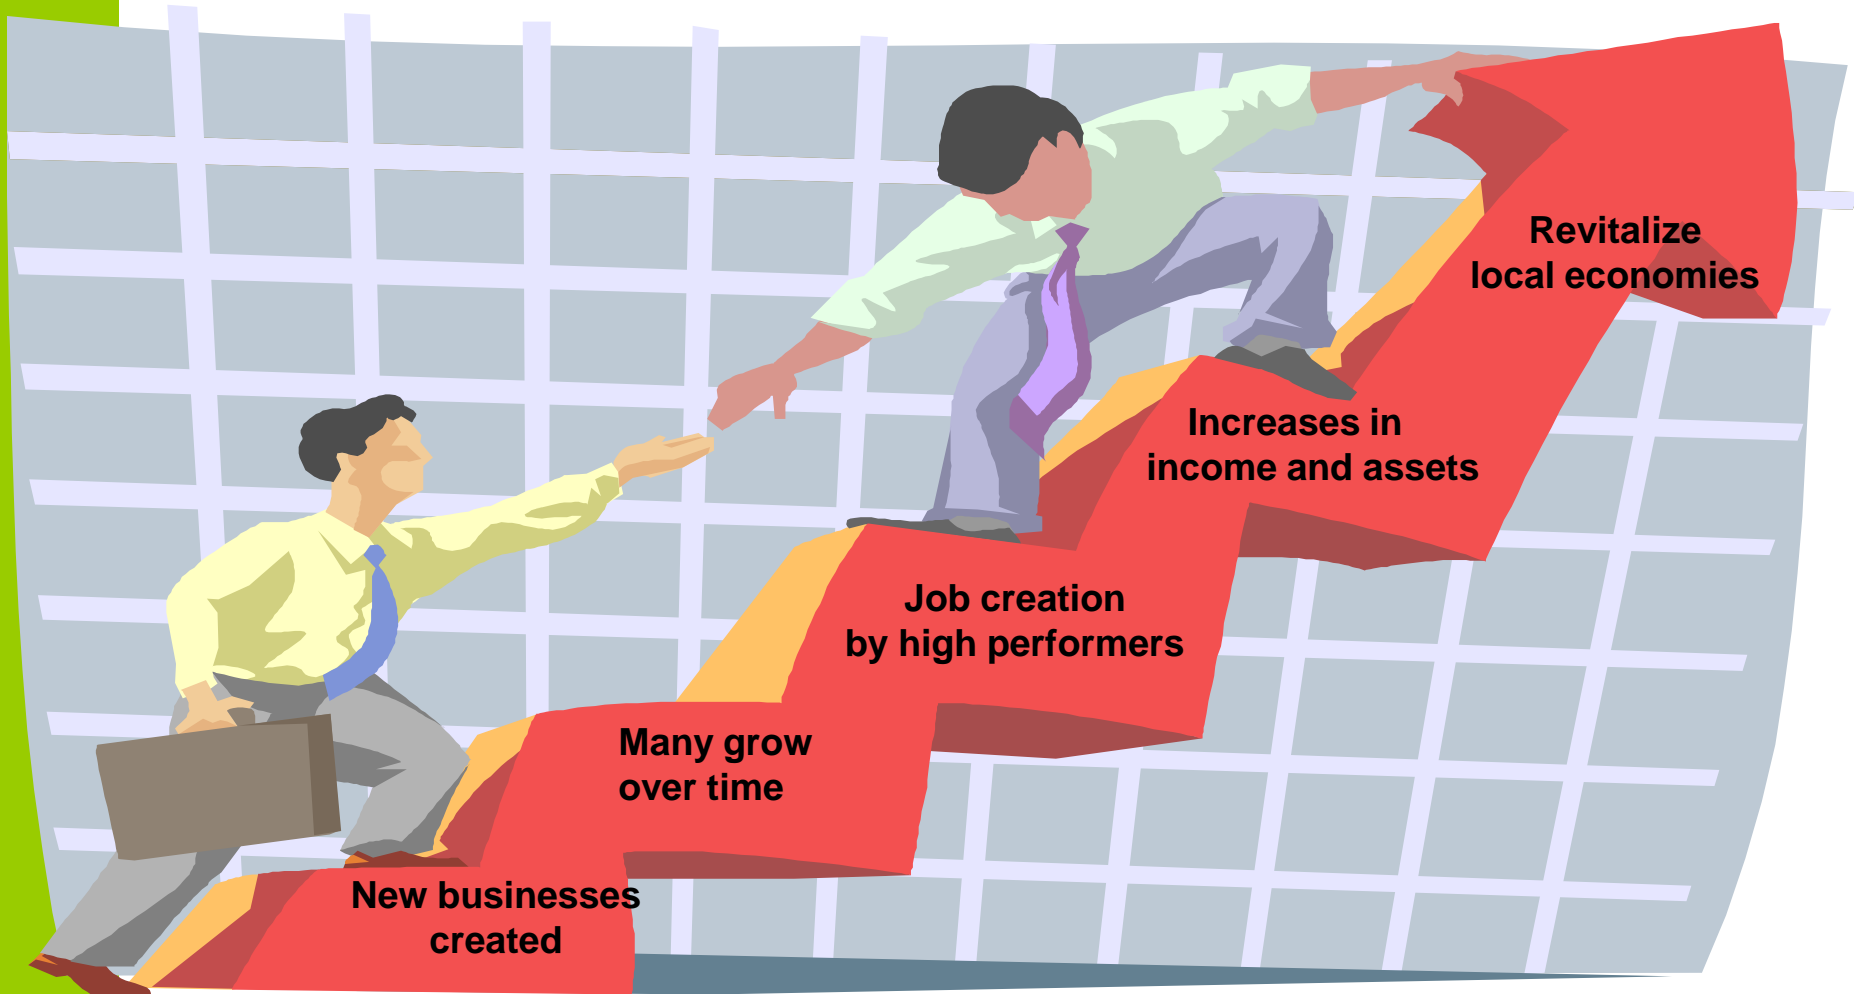 Revitalize
local economies
Increases in
income and assets
Job creation
by high performers
Many grow
over time
New businesses
created